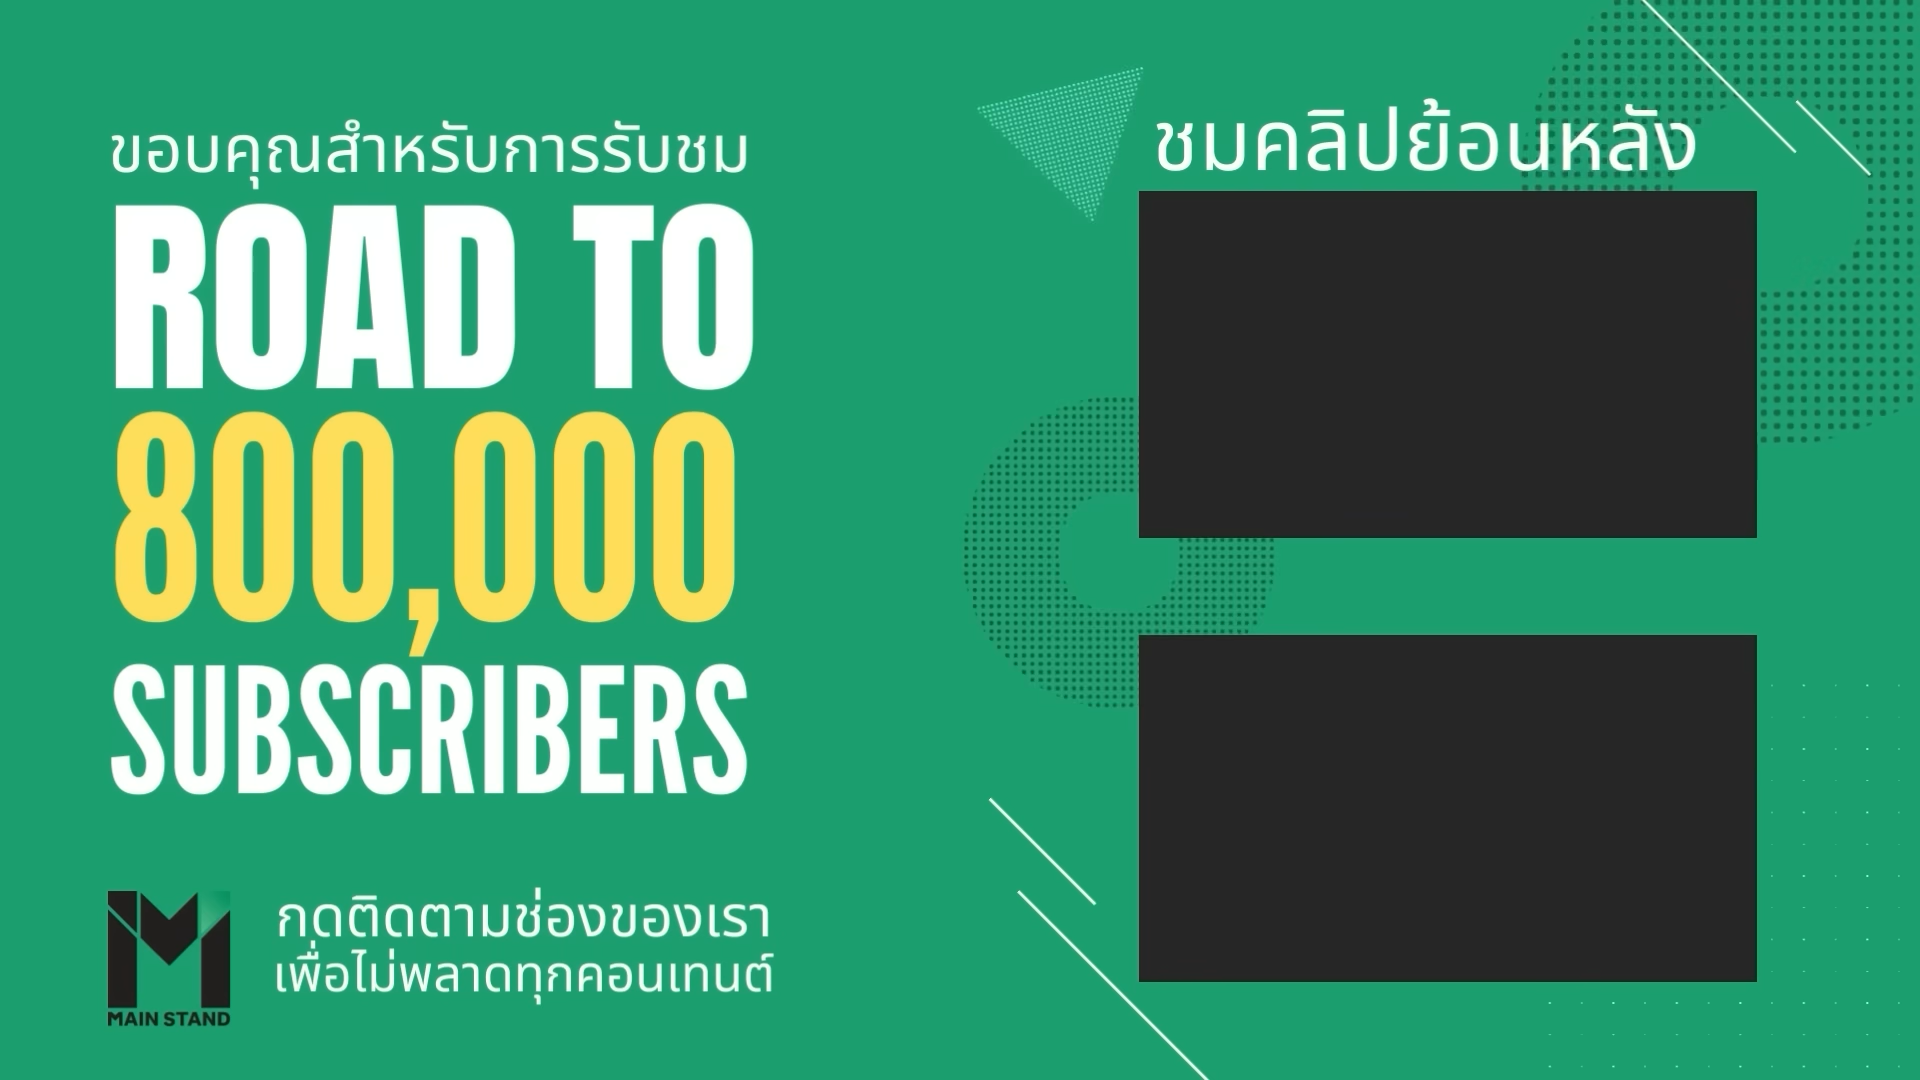 ขอบคุณสำหรับการรับชม
ROAD TO
800,000
SUBSCRIBERS
MAIN STAND
กดติดตามช่องของเรา
เพื่อไม่พลาดทุกคอนเทนต์
ชมคลิปย้อนหลัง